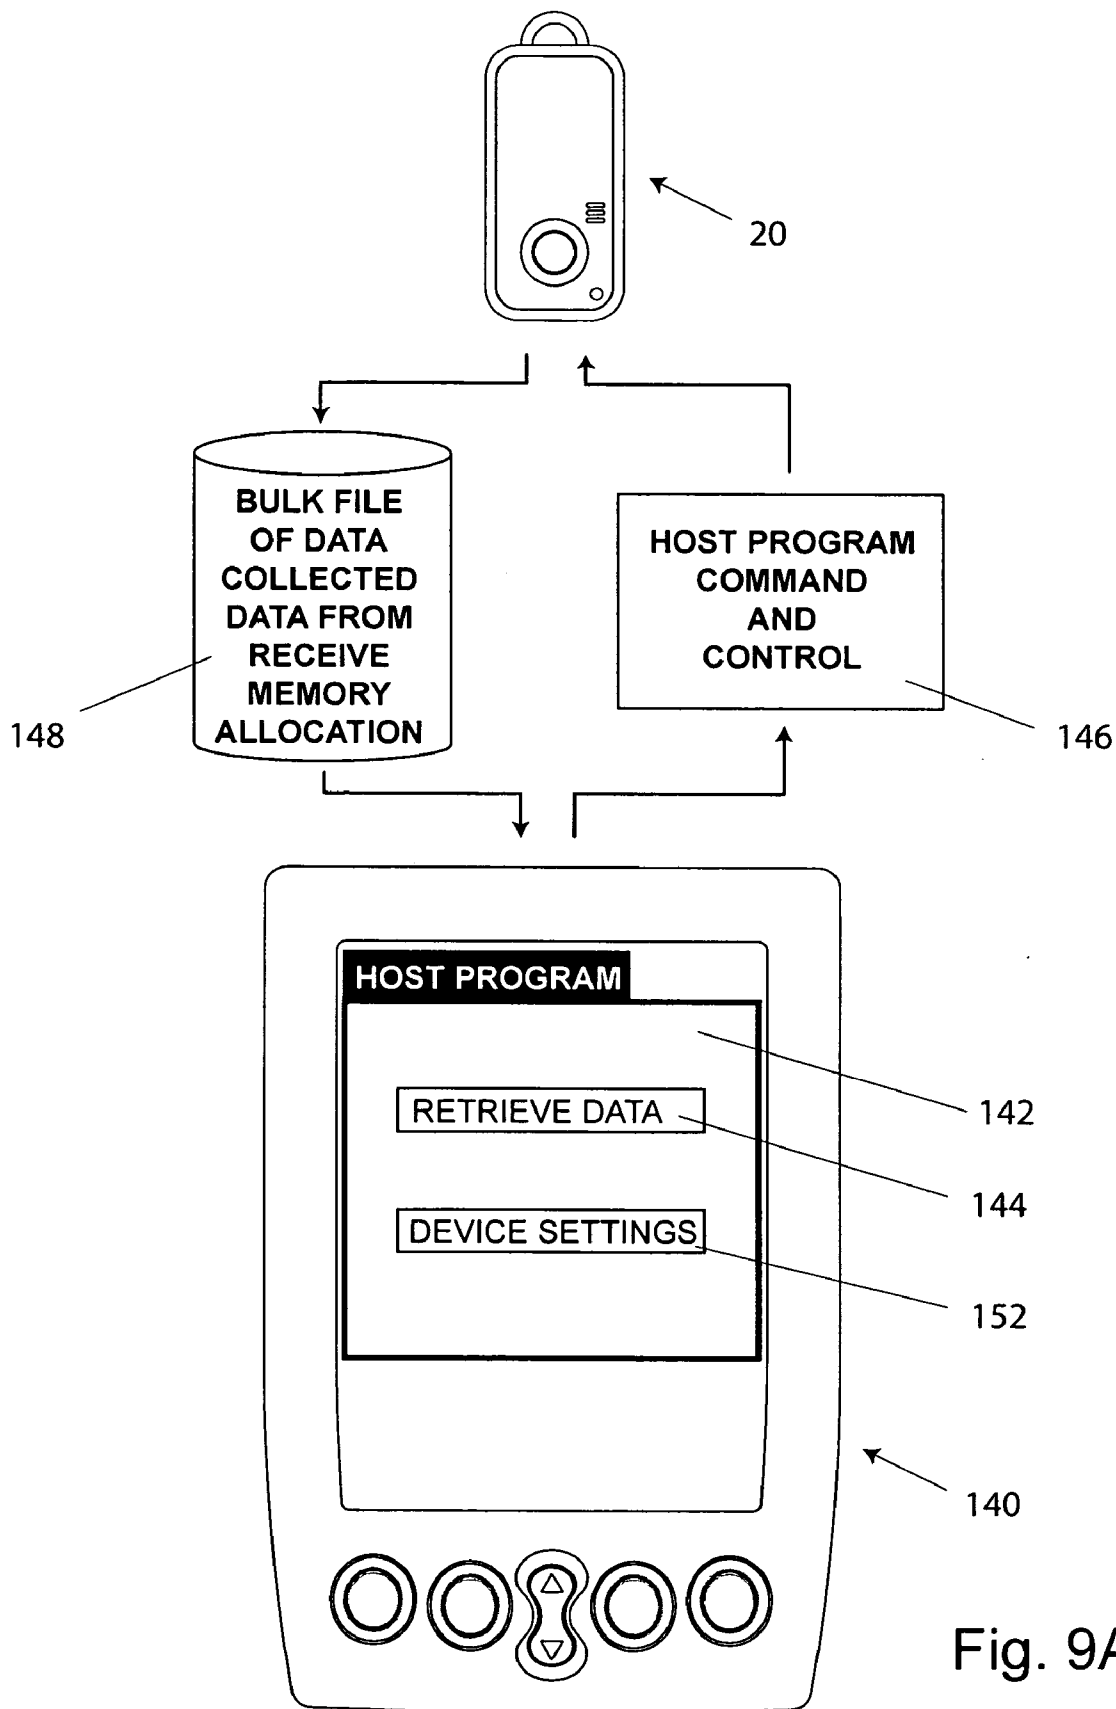 20
BULK FILE
OF DATA
COLLECTED
DATA FROM
RECEIVE
MEMORY
ALLOCATION
148
HOST PROGRAM
COMMAND
AND
CONTROL
146
HOST PROGRAM
142
RETRIEVE DATA
144
DEVICE SETTINGS
152
140
Fig. 9A